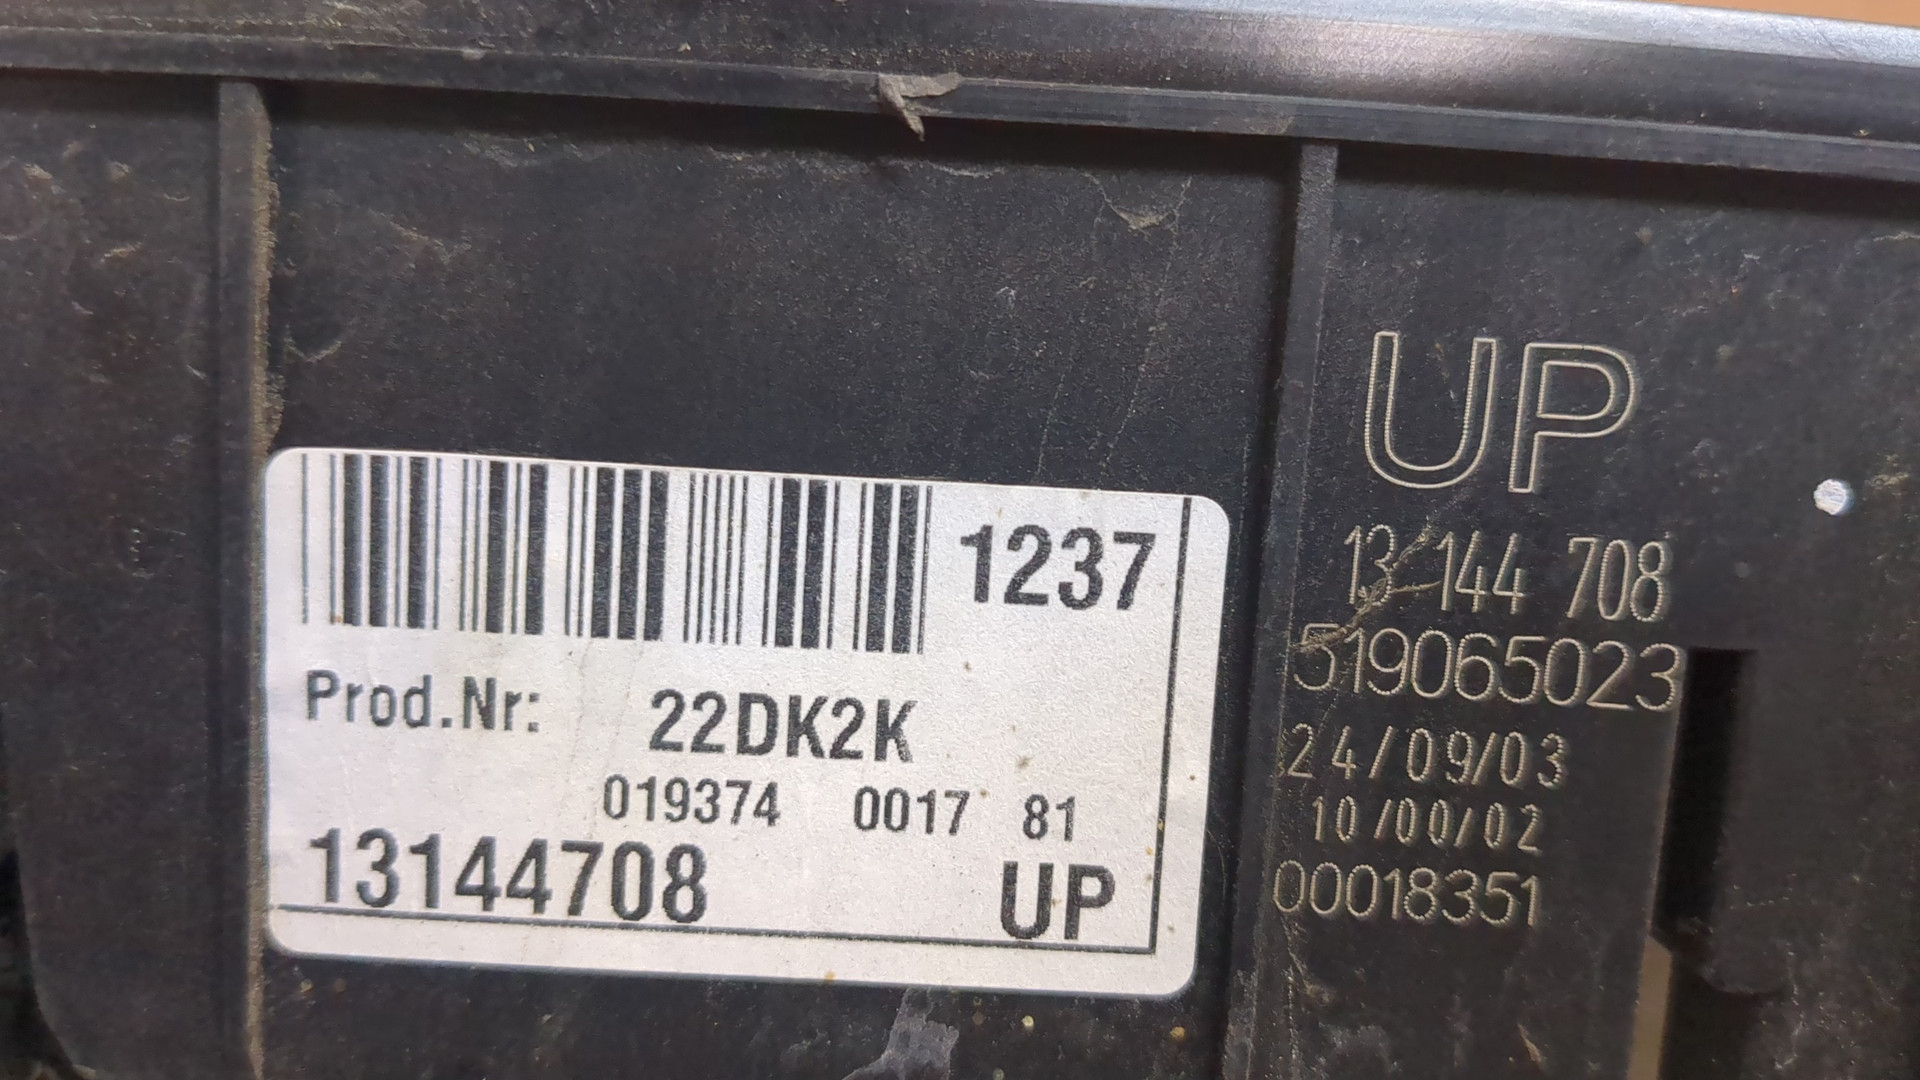 1237
Prod.Nr: 22DK2K
019374 0017 81
13144708 UP
UP
13 144 708
519065023
24/09/03
10/00/02
00018351